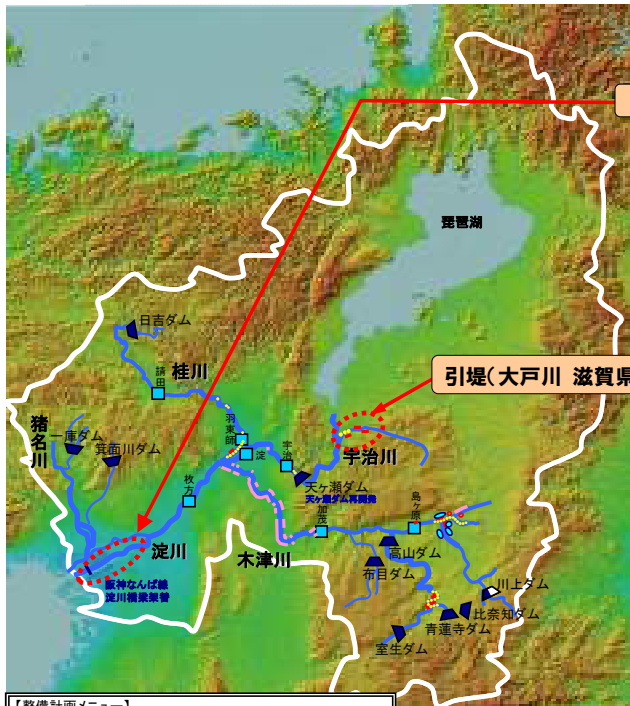 琵琶湖
日吉ダム
請田
桂川
引堤(大戸川 滋賀県
猪名川
一庫ダム
箕面川ダム
羽束師
淀
宇治
宇治川
天ヶ瀬ダム
天ヶ瀬ダム再開発
枚方
島ヶ原
加茂
淀川
木津川
高山ダム
布目ダム
川上ダム
阪神なんば線
淀川橋梁架替
比奈知ダム
青蓮寺ダム
室生ダム
【整備計画メニュー】